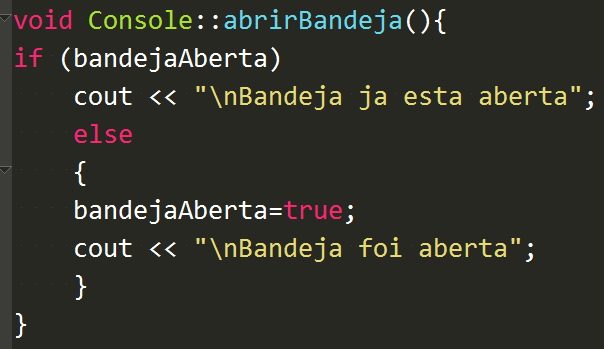 void Console::abrirBandeja(){
if (bandejaAberta)
    cout << "\nBandeja ja esta aberta";
    else
    {
    bandejaAberta=true;
    cout << "\nBandeja foi aberta";
    }
}